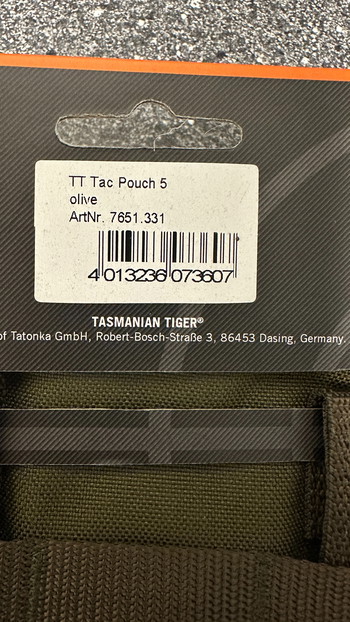 TT Tac Pouch 5
olive
ArtNr. 7651.331
4 013236 073607
TASMANIAN TIGER®
of Tatonka GmbH, Robert-Bosch-Straße 3, 86453 Dasing, Germany.